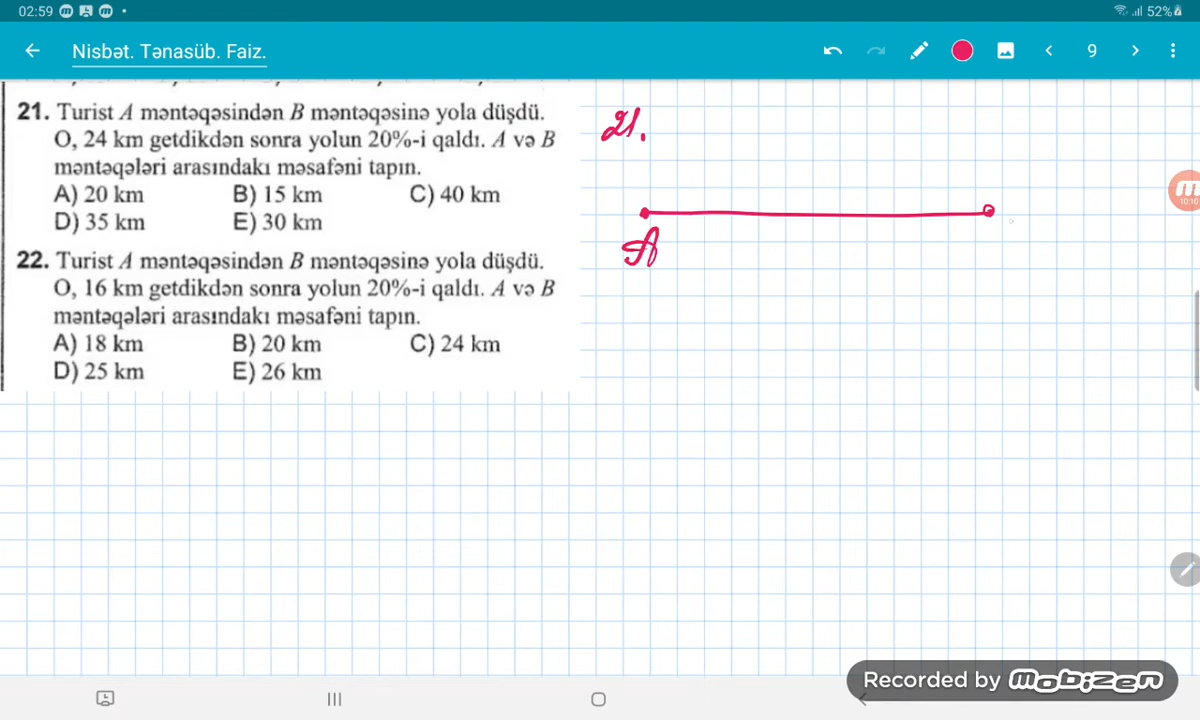 02:59
52%
Nisbət. Tənasüb. Faiz.
9
21. Turist A məntəqəsindən B məntəqəsinə yola düşdü.
O, 24 km getdikdən sonra yolun 20%-i qaldı. A və B
məntəqələri arasındakı məsafəni tapın.
A) 20 km B) 15 km C) 40 km
D) 35 km E) 30 km
22. Turist A məntəqəsindən B məntəqəsinə yola düşdü.
O, 16 km getdikdən sonra yolun 20%-i qaldı. A və B
məntəqələri arasındakı məsafəni tapın.
A) 18 km B) 20 km C) 24 km
D) 25 km E) 26 km
21.
A
10:10
Recorded by mobizen